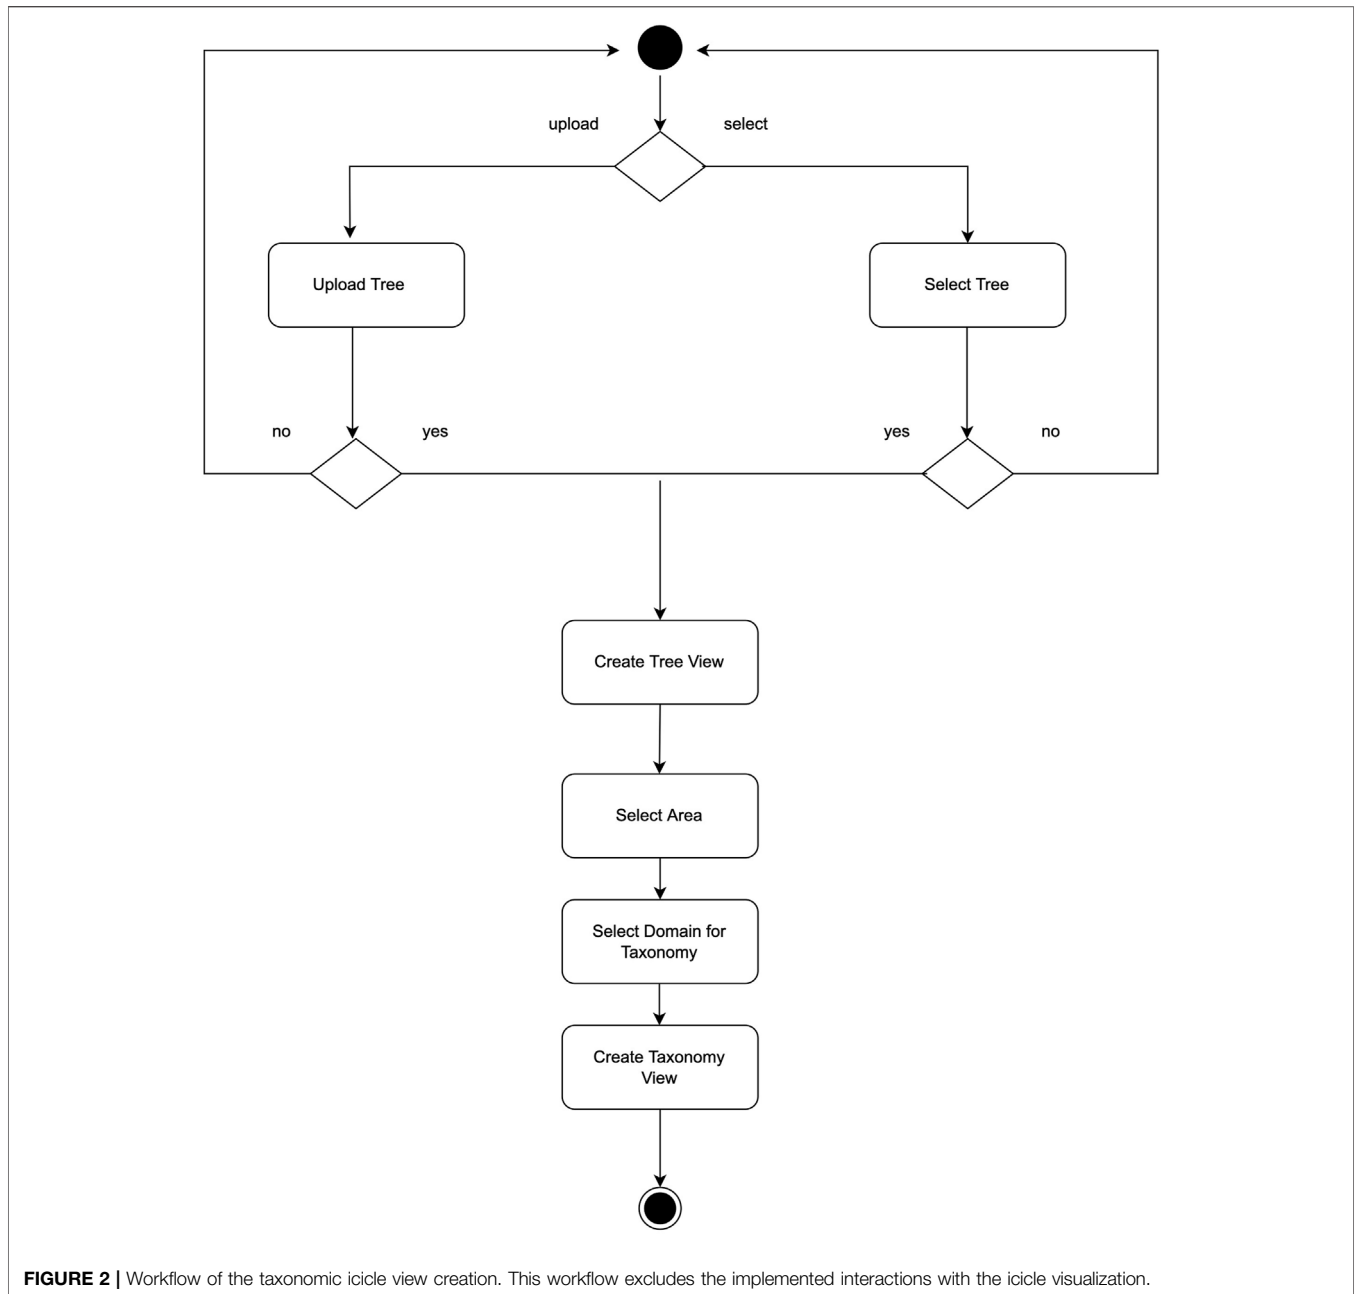 upload
select
Upload Tree
Select Tree
no
yes
yes
no
Create Tree View
Select Area
Select Domain for
Taxonomy
Create Taxonomy
View
FIGURE 2 | Workflow of the taxonomic icicle view creation. This workflow excludes the implemented interactions with the icicle visualization.